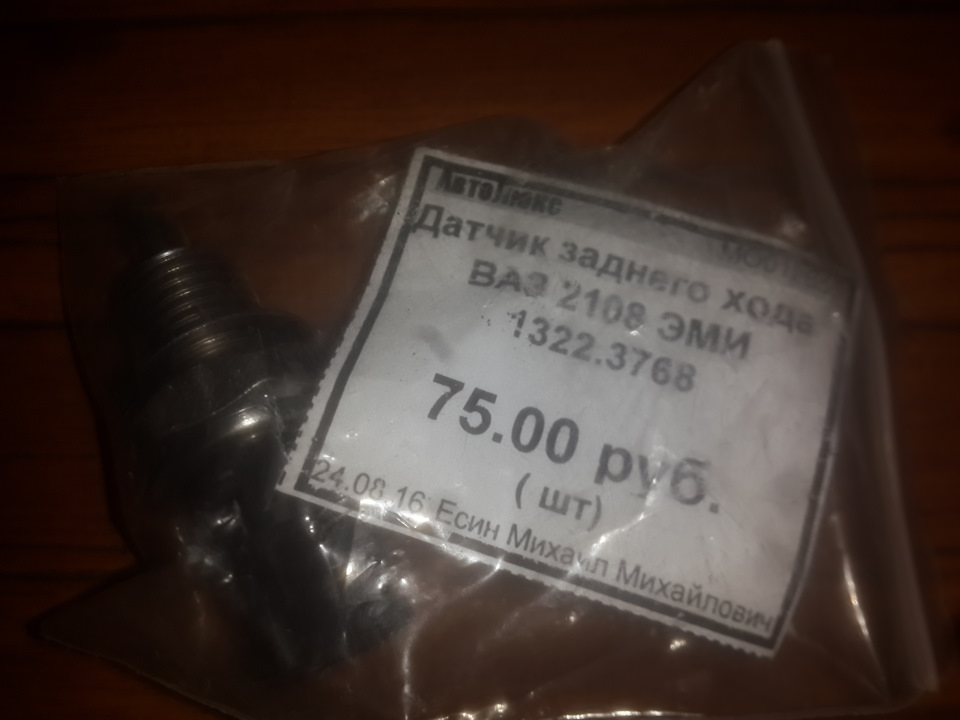 АвтоЛюкс
Датчик заднего хода
ВАЗ 2108 ЭМИ
1322.3768
75.00 руб.
( шт)
24.08.16 Есин Михаил Михайлович